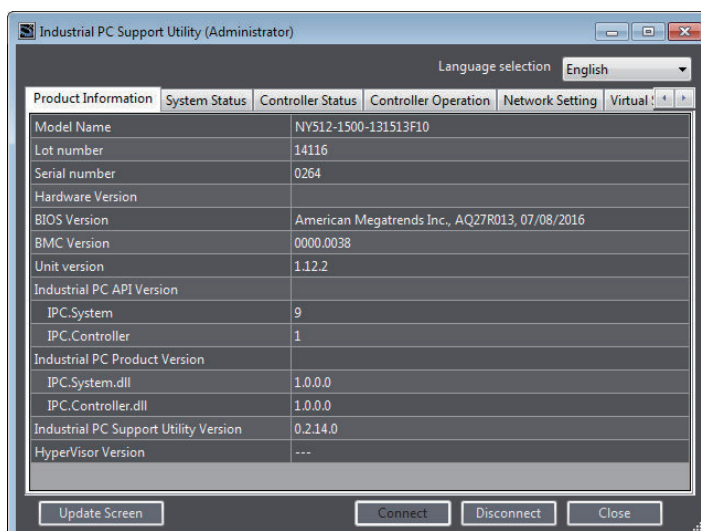 Industrial PC Support Utility (Administrator)
Language selection English
Product Information System Status Controller Status Controller Operation Network Setting Virtual
Model Name NY512-1500-131513F10
Lot number 14116
Serial number 0264
Hardware Version
BIOS Version American Megatrends Inc., AQ27R013, 07/08/2016
BMC Version 0000.0038
Unit version 1.12.2
Industrial PC API Version
IPC.System 9
IPC.Controller 1
Industrial PC Product Version
IPC.System.dll 1.0.0.0
IPC.Controller.dll 1.0.0.0
Industrial PC Support Utility Version 0.2.14.0
HyperVisor Version ---
Update Screen Connect Disconnect Close